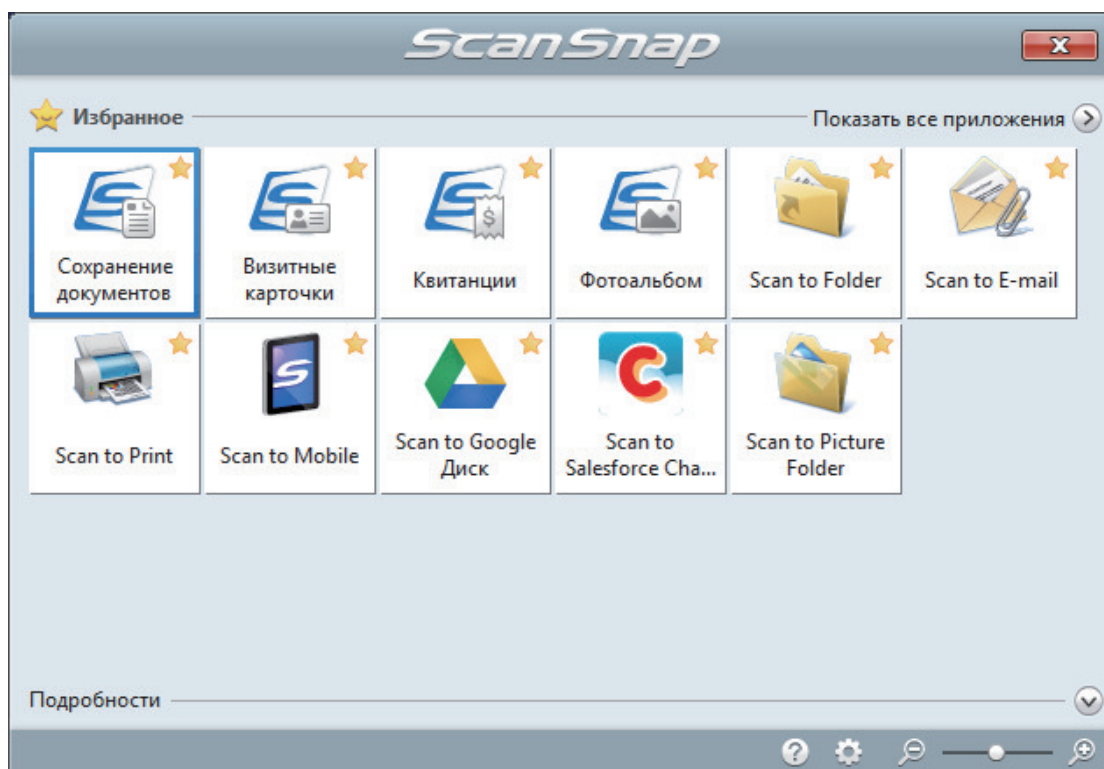 ScanSnap
Избранное
Показать все приложения
Сохранение
документов
Визитные
карточки
Квитанции
Фотоальбом
Scan to Folder
Scan to E-mail
Scan to Print
Scan to Mobile
Scan to Google
Диск
Scan to
Salesforce Cha...
Scan to Picture
Folder
Подробности